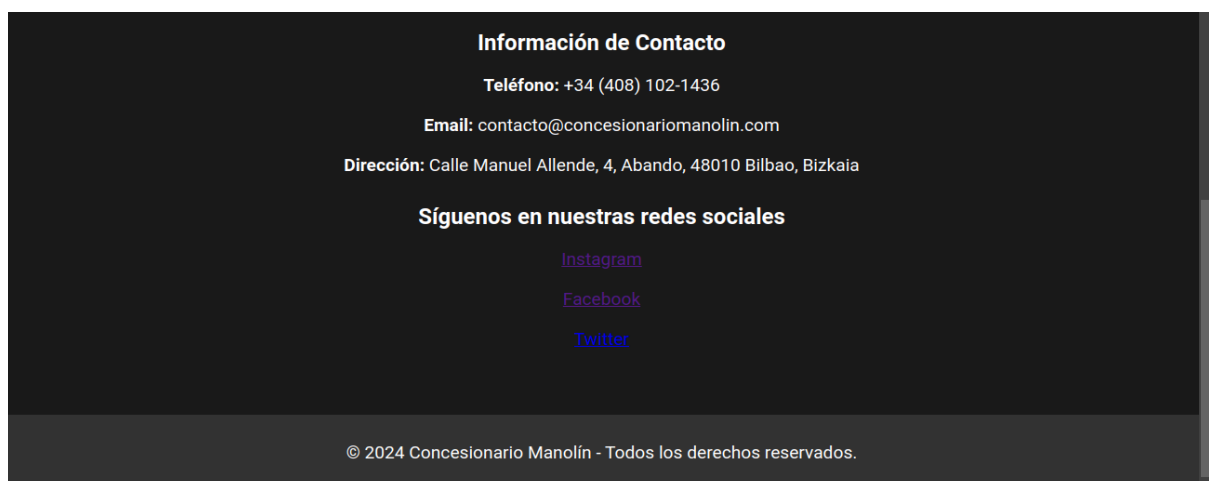 Información de Contacto
Teléfono: +34 (408) 102-1436
Email: contacto@concesionariomanolin.com
Dirección: Calle Manuel Allende, 4, Abando, 48010 Bilbao, Bizkaia
Síguenos en nuestras redes sociales
Instagram
Facebook
Twitter
© 2024 Concesionario Manolín - Todos los derechos reservados.